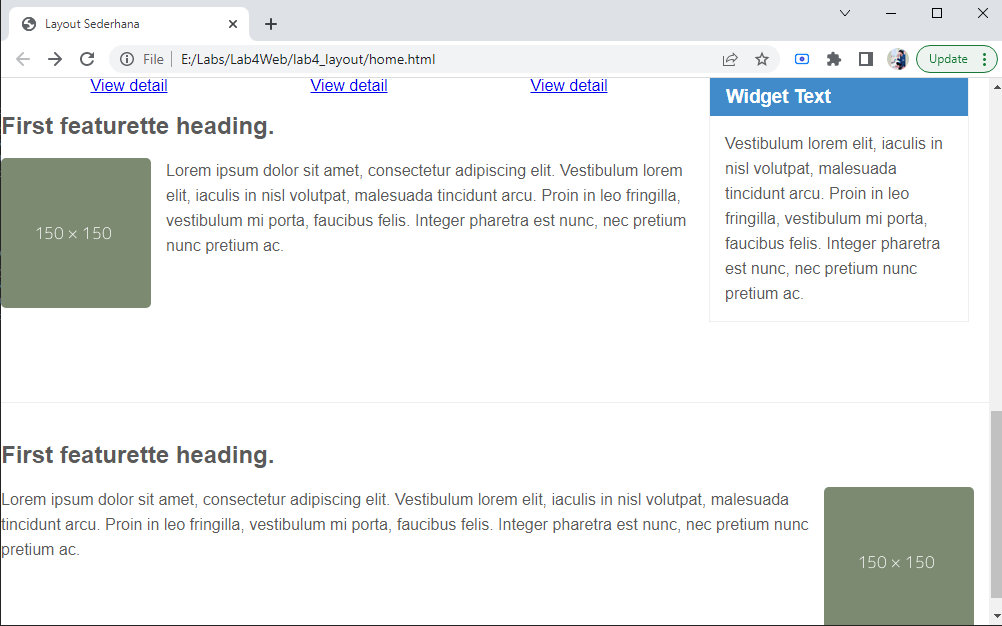 Layout Sederhana
File
E:/Labs/Lab4Web/lab4_layout/home.html
Update
View detail
View detail
View detail
First featurette heading.
150 × 150
Lorem ipsum dolor sit amet, consectetur adipiscing elit. Vestibulum lorem
elit, iaculis in nisl volutpat, malesuada tincidunt arcu. Proin in leo fringilla,
vestibulum mi porta, faucibus felis. Integer pharetra est nunc, nec pretium
nunc pretium ac.
Widget Text
Vestibulum lorem elit, iaculis in
nisl volutpat, malesuada
tincidunt arcu. Proin in leo
fringilla, vestibulum mi porta,
faucibus felis. Integer pharetra
est nunc, nec pretium nunc
pretium ac.
First featurette heading.
Lorem ipsum dolor sit amet, consectetur adipiscing elit. Vestibulum lorem elit, iaculis in nisl volutpat, malesuada
tincidunt arcu. Proin in leo fringilla, vestibulum mi porta, faucibus felis. Integer pharetra est nunc, nec pretium nunc
pretium ac.
150 × 150